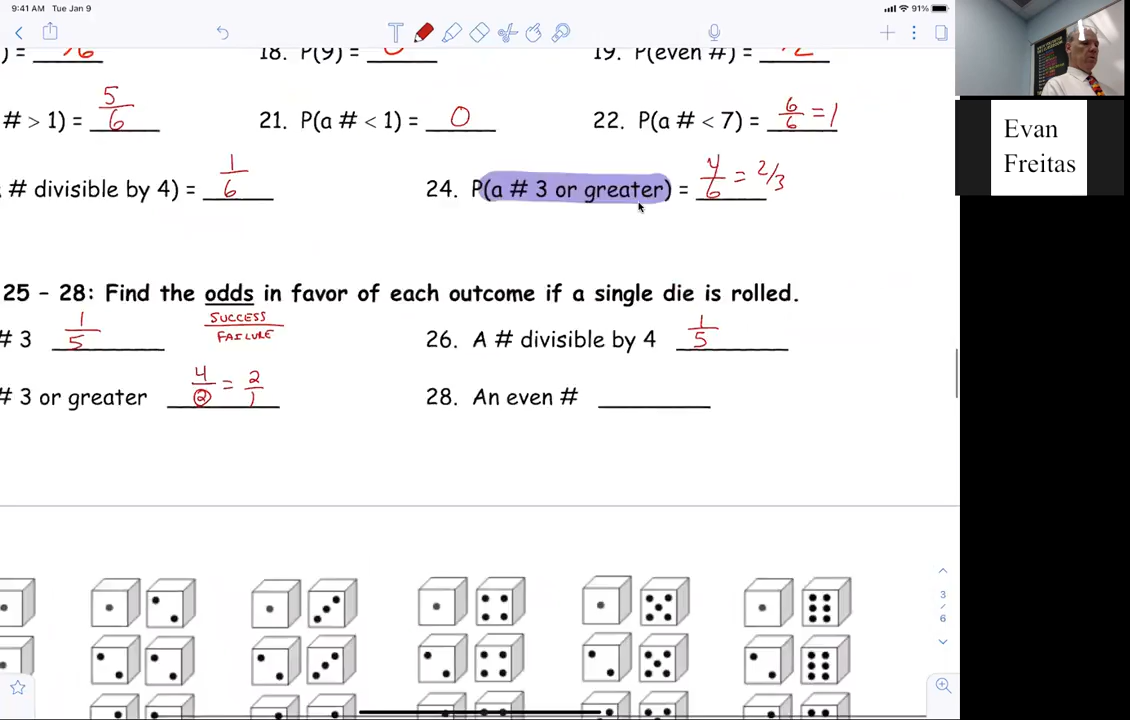 9:41 AM Tue Jan 9
91%
) = 
18. P(9) = 
19. P(even #) = 
# > 1) = 5/6
21. P(a # < 1) = 0
22. P(a # < 7) = 6/6 = 1
# divisible by 4) = 1/6
24. P(a # 3 or greater) = 4/6 = 2/3
25 - 28: Find the odds in favor of each outcome if a single die is rolled.
SUCCESS
FAILURE
# 3 1/5
26. A # divisible by 4 1/5
# 3 or greater 4/2 = 2/1
28. An even #
Evan
Freitas
3
6